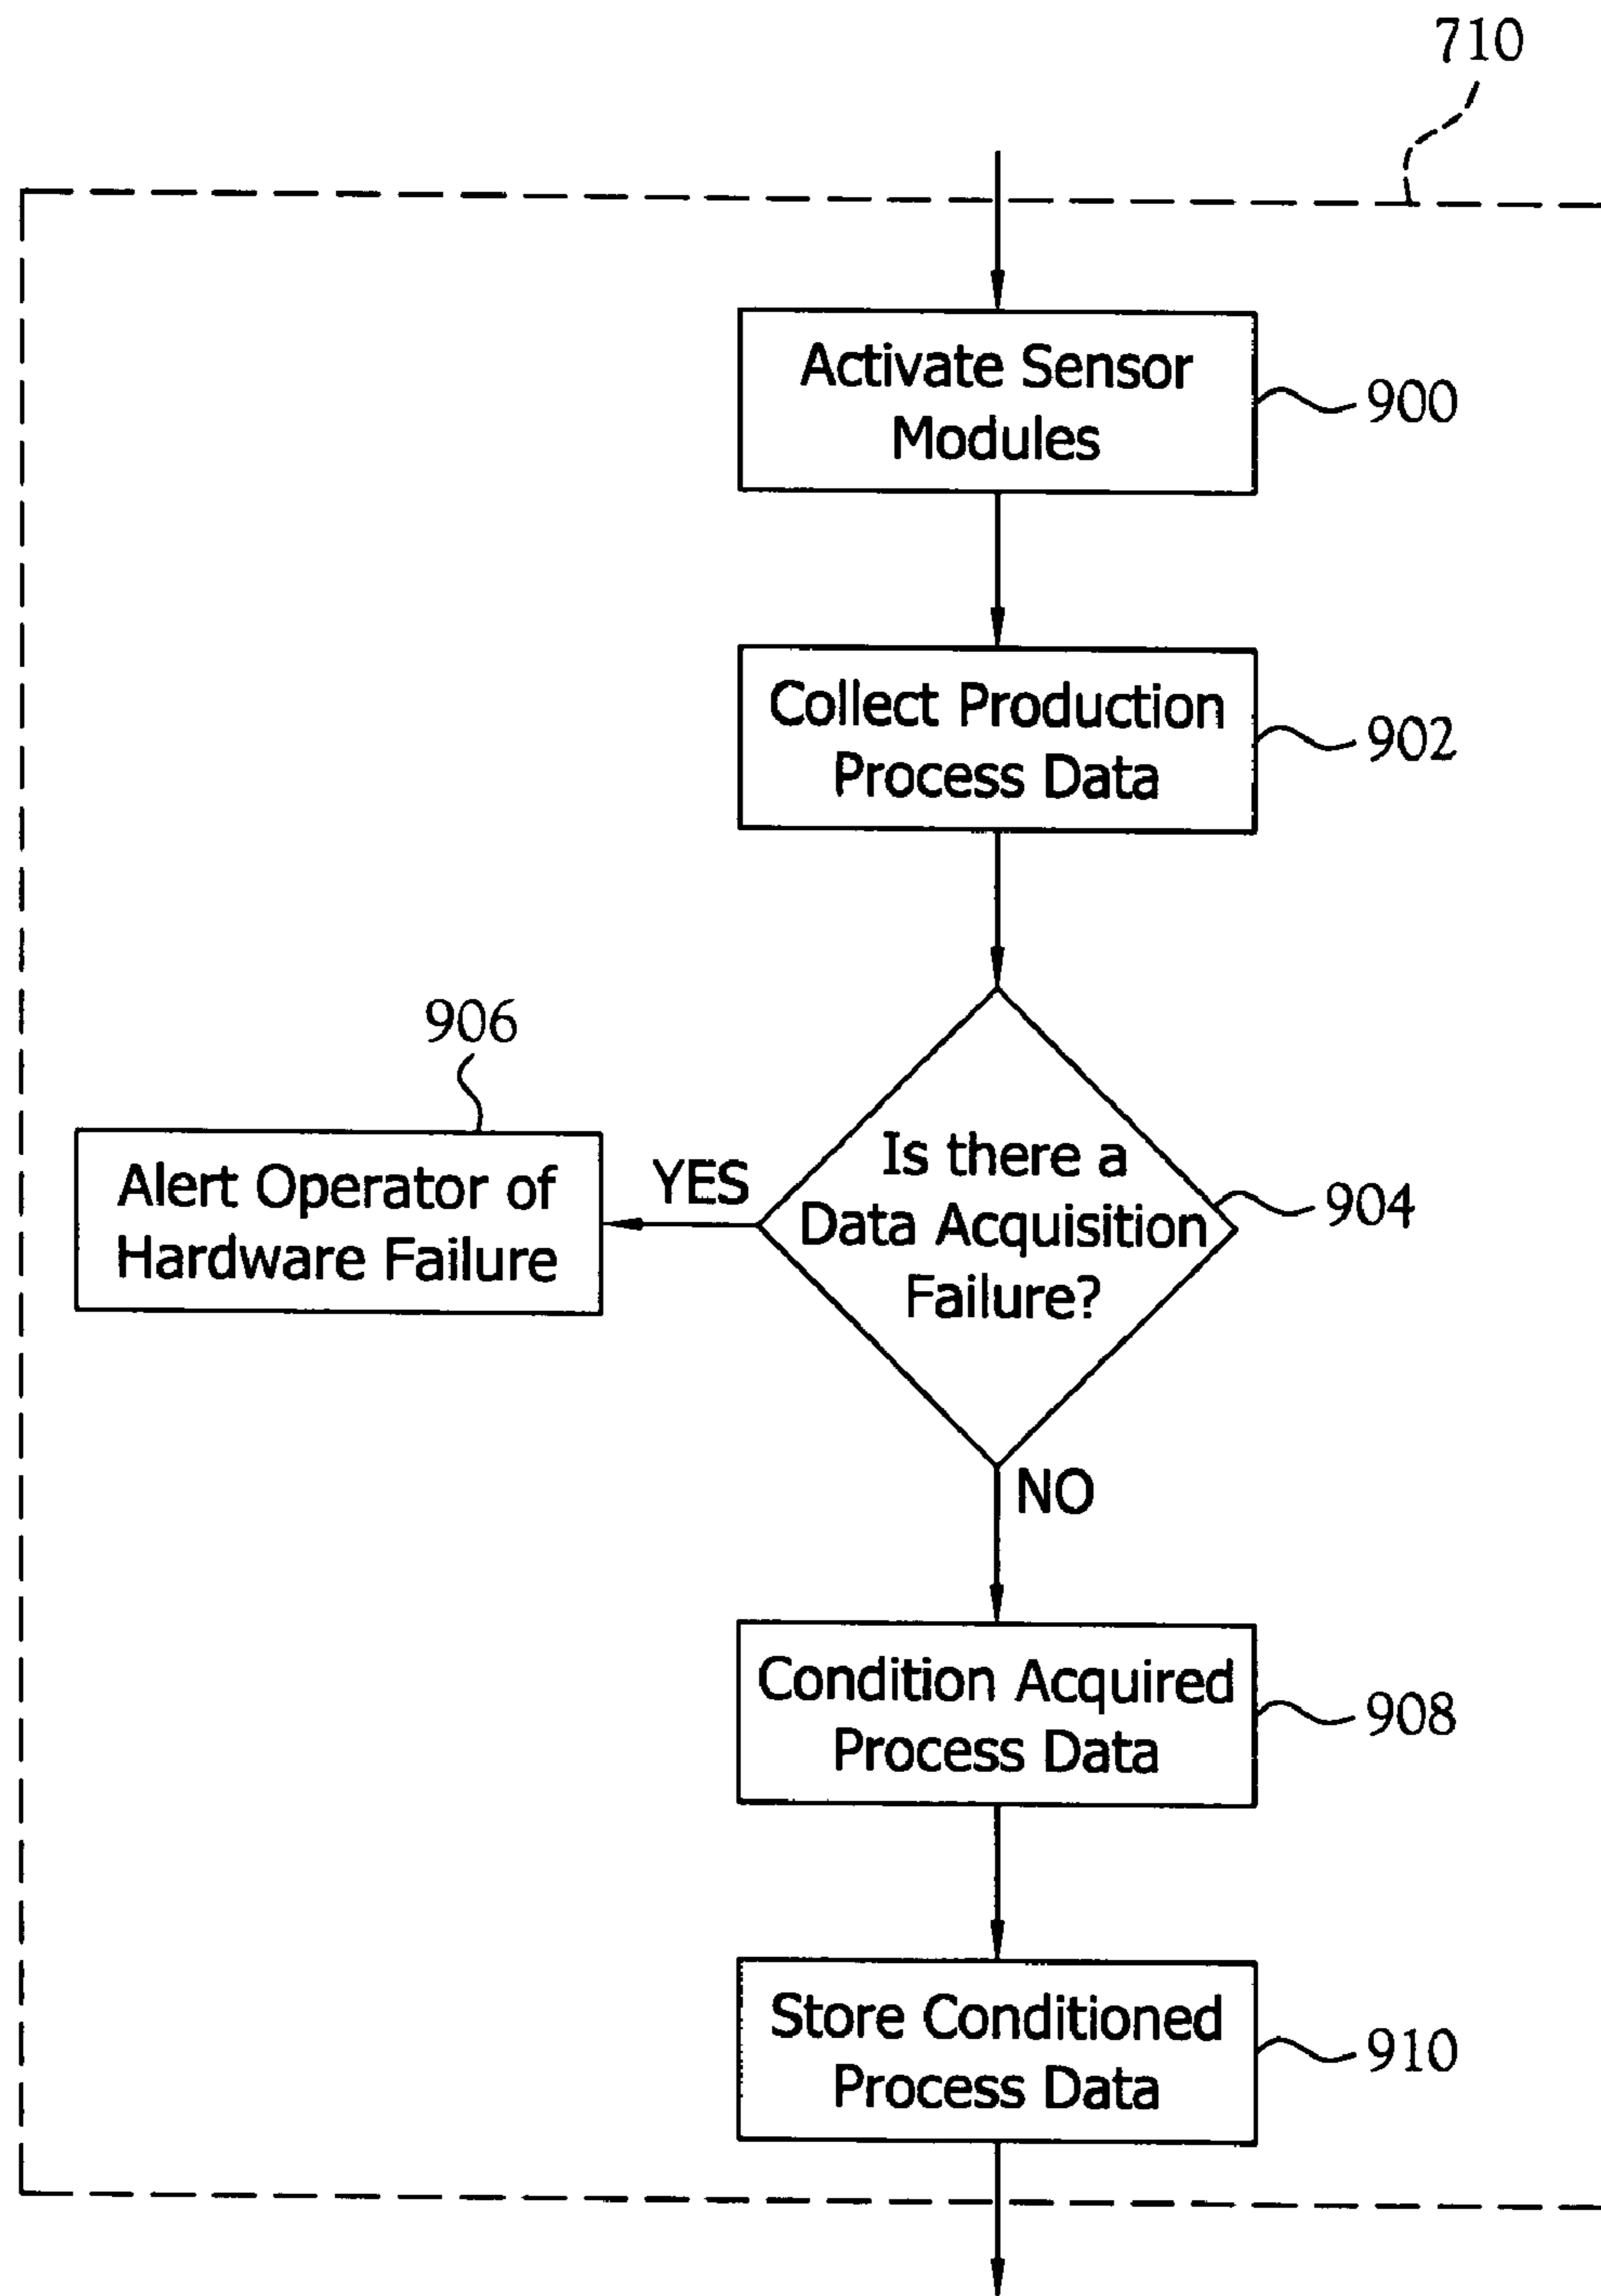 710
Activate Sensor
Modules
900
Collect Production
Process Data
902
906
Alert Operator of
Hardware Failure
YES
Is there a
Data Acquisition
Failure?
904
NO
Condition Acquired
Process Data
908
Store Conditioned
Process Data
910